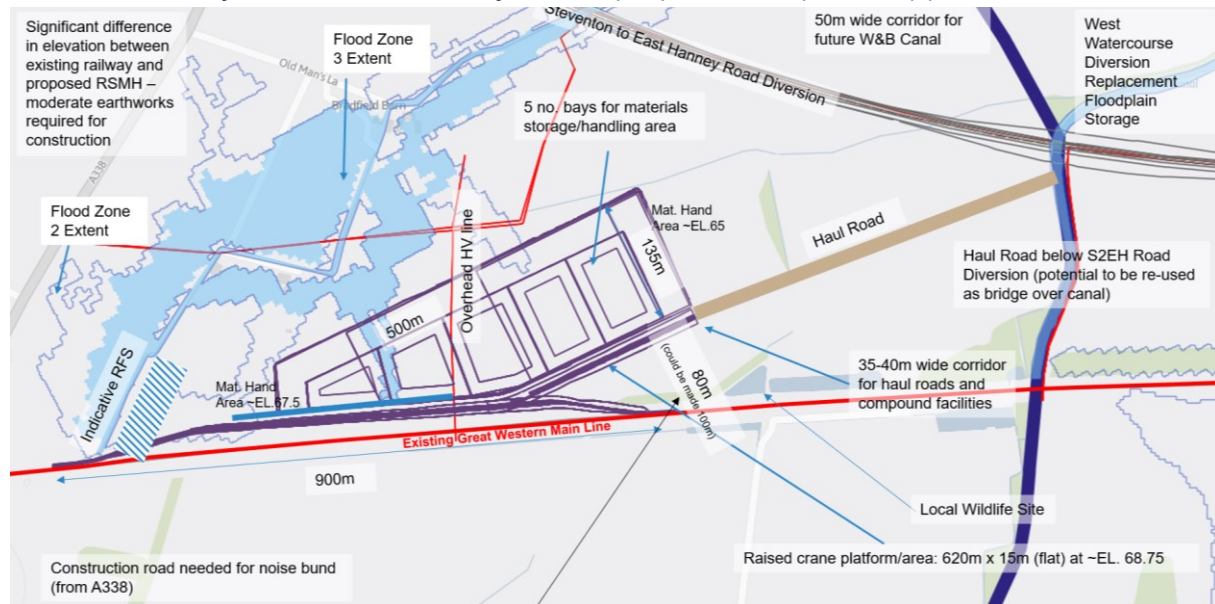 Significant difference
in elevation between
existing railway and
proposed RSMH –
moderate earthworks
required for
construction
Flood Zone
3 Extent
Old Man's La
Steventon to East Hanney Road Diversion
50m wide corridor for
future W&B Canal
West
Watercourse
Diversion
Replacement
Floodplain
Storage
5 no. bays for materials
storage/handling area
A338
Flood Zone
2 Extent
Overhead HV line
Mat. Hand
Area ~EL.65
135m
Haul Road
Haul Road below S2EH Road
Diversion (potential to be re-used
as bridge over canal)
500m
Indicative RFS
Mat. Hand
Area ~EL.67.5
80m
(could be made 100m)
35-40m wide corridor
for haul roads and
compound facilities
Existing Great Western Main Line
900m
Local Wildlife Site
Raised crane platform/area: 620m x 15m (flat) at ~EL. 68.75
Construction road needed for noise bund
(from A338)